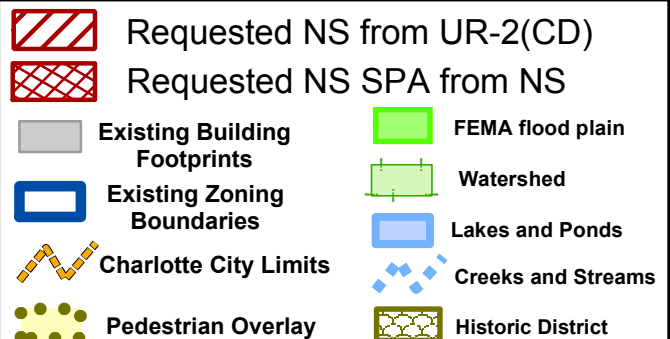 Requested NS from UR-2(CD)
Requested NS SPA from NS
Existing Building
Footprints
Existing Zoning
Boundaries
Charlotte City Limits
Pedestrian Overlay
FEMA flood plain
Watershed
Lakes and Ponds
Creeks and Streams
Historic District